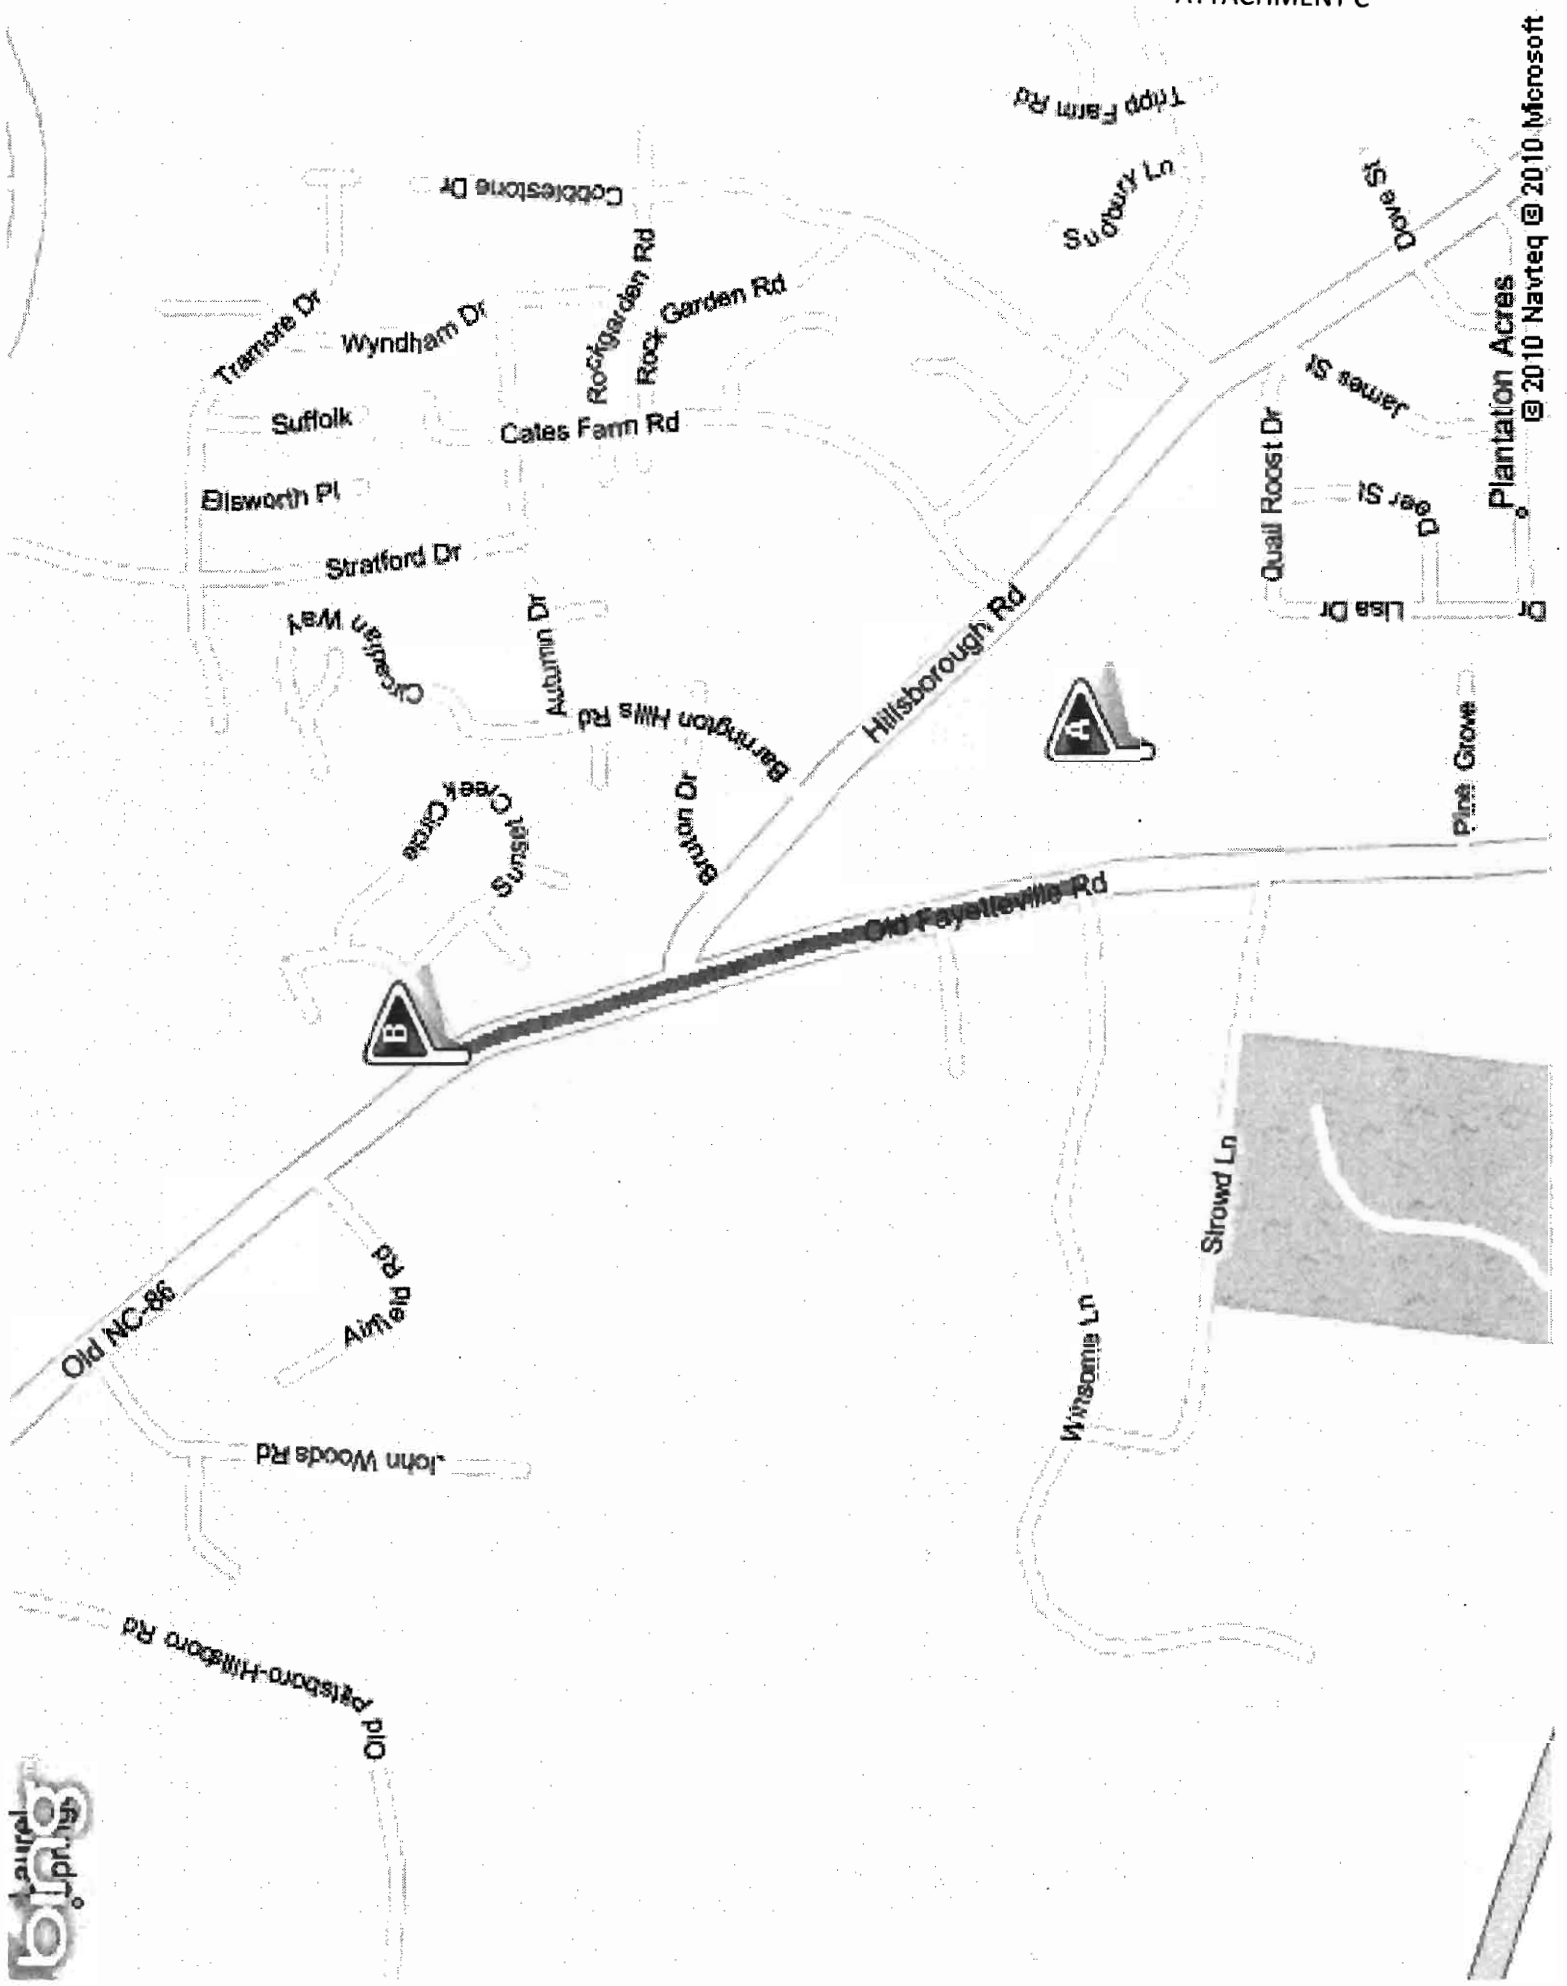 ATTACHMENT C
Tripp Farm Rd
Sudbury Ln
Dove St
Cobblestone Dr
Tramore Dr
Wyndham Dr
Rockgarden Rd
Rock Garden Rd
Suffolk
Cates Farm Rd
Elsworth Pl
Stratford Dr
Circadian Way
Autumn Dr
Barrington Hills Rd
Sunset Creek Circle
Bruton Dr
Hillsborough Rd
James St
Quail Roost Dr
Deer St
Lisa Dr
Dr
Plantation Acres
© 2010 Navteq © 2010 Microsoft
Pine Grove
A
B
Old Fayetteville Rd
Old NC-86
Airfield Rd
John Woods Rd
Winsome Ln
Strowd Ln
Old Pittsboro-Hillsboro Rd
bing